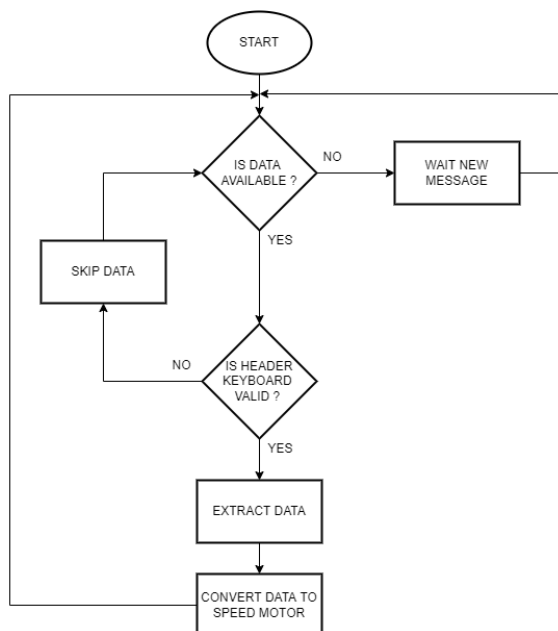 START
IS DATA
AVAILABLE ?
NO
WAIT NEW
MESSAGE
YES
SKIP DATA
IS HEADER
KEYBOARD
VALID ?
NO
YES
EXTRACT DATA
CONVERT DATA TO
SPEED MOTOR